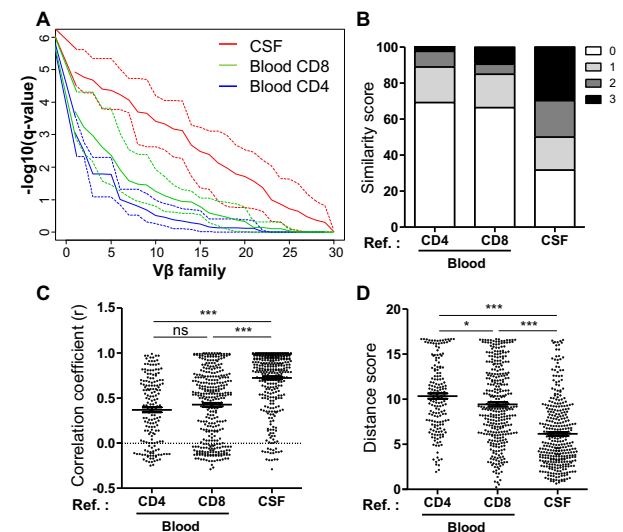 A
-log10(q-value)
6
5
4
3
2
1
0
0 5 10 15 20 25 30
Vβ family
CSF
Blood CD8
Blood CD4
B
Similarity score
100
80
60
40
20
0
0
1
2
3
Ref. : CD4 CD8 CSF
Blood
C
Correlation coefficient (r)
1.5
1.0
0.5
0.0
-0.5
***
ns ***
Ref. : CD4 CD8 CSF
Blood
D
Distance score
20
15
10
5
0
***
* ***
Ref. : CD4 CD8 CSF
Blood